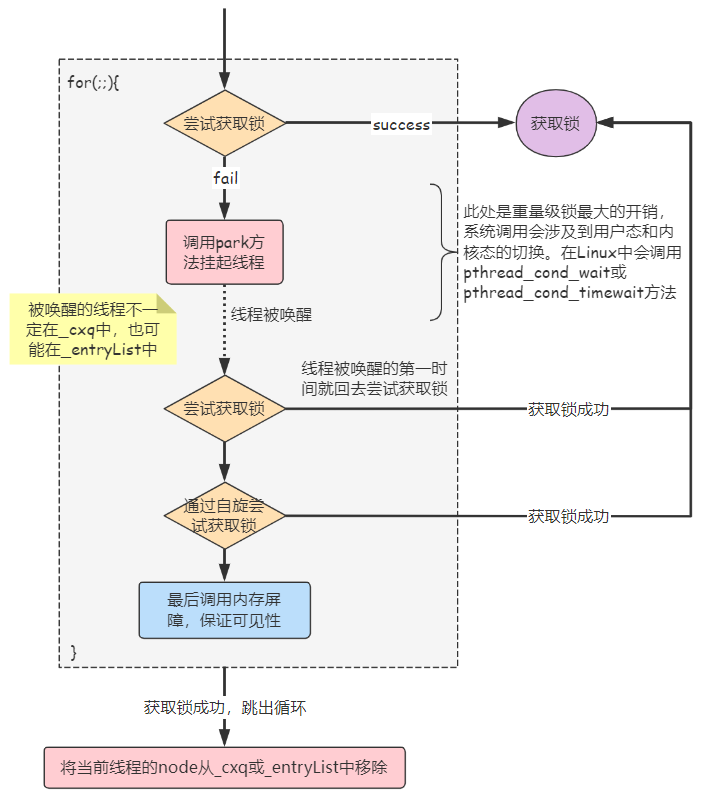 for(;;){
尝试获取锁
success
获取锁
fail
调用park方
法挂起线程
此处是重量级锁最大的开销，
系统调用会涉及到用户态和内
核态的切换。在Linux中会调用
pthread_cond_wait或
pthread_cond_timewait方法
被唤醒的线程不一
定在_cxq中，也可
能在_entryList中
线程被唤醒
线程被唤醒的第一时
间就回去尝试获取锁
尝试获取锁
获取锁成功
通过自旋尝
试获取锁
获取锁成功
最后调用内存屏
障，保证可见性
}
获取锁成功，跳出循环
将当前线程的node从_cxq或_entryList中移除